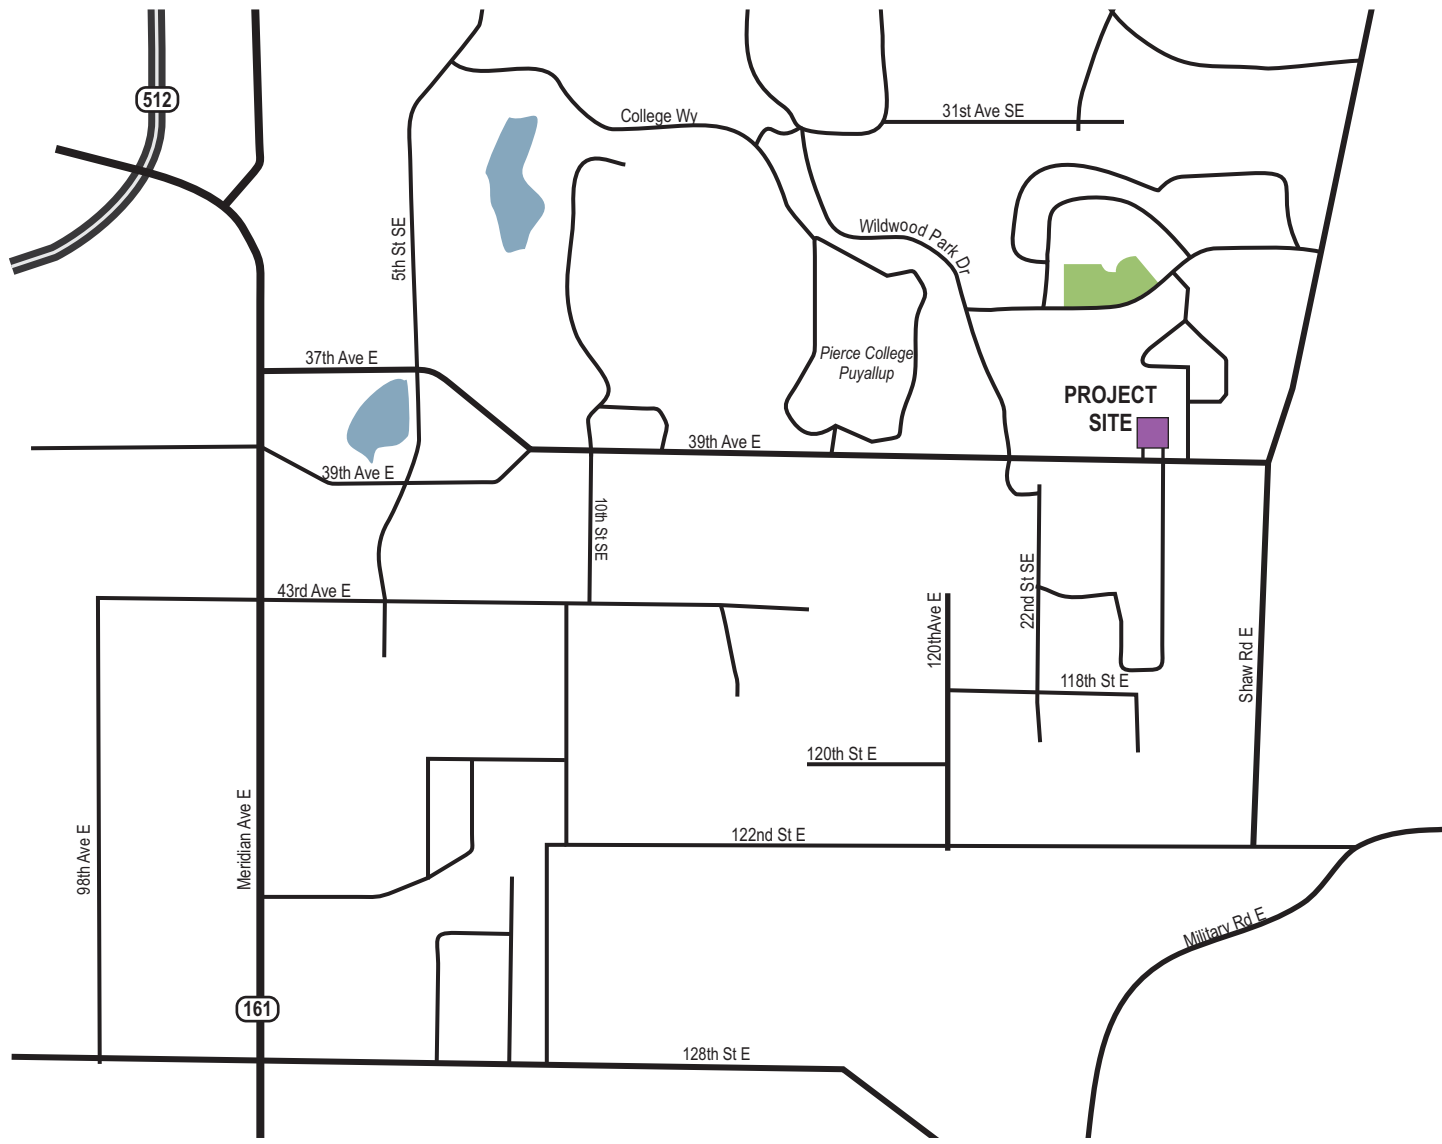 512
College Wy
31st Ave SE
5th St SE
Wildwood Park Dr
37th Ave E
Pierce College
Puyallup
PROJECT
SITE
39th Ave E
39th Ave E
10th St SE
43rd Ave E
22nd St SE
120thAve E
Shaw Rd E
118th St E
120th St E
122nd St E
Meridian Ave E
98th Ave E
Military Rd E
161
128th St E